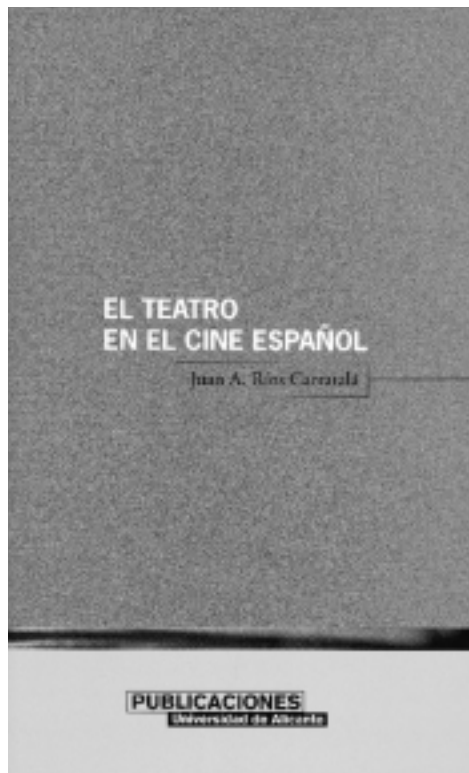 EL TEATRO
EN EL CINE ESPAÑOL
Juan A. Ríos Carratalá
PUBLICACIONES
Universidad de Alicante